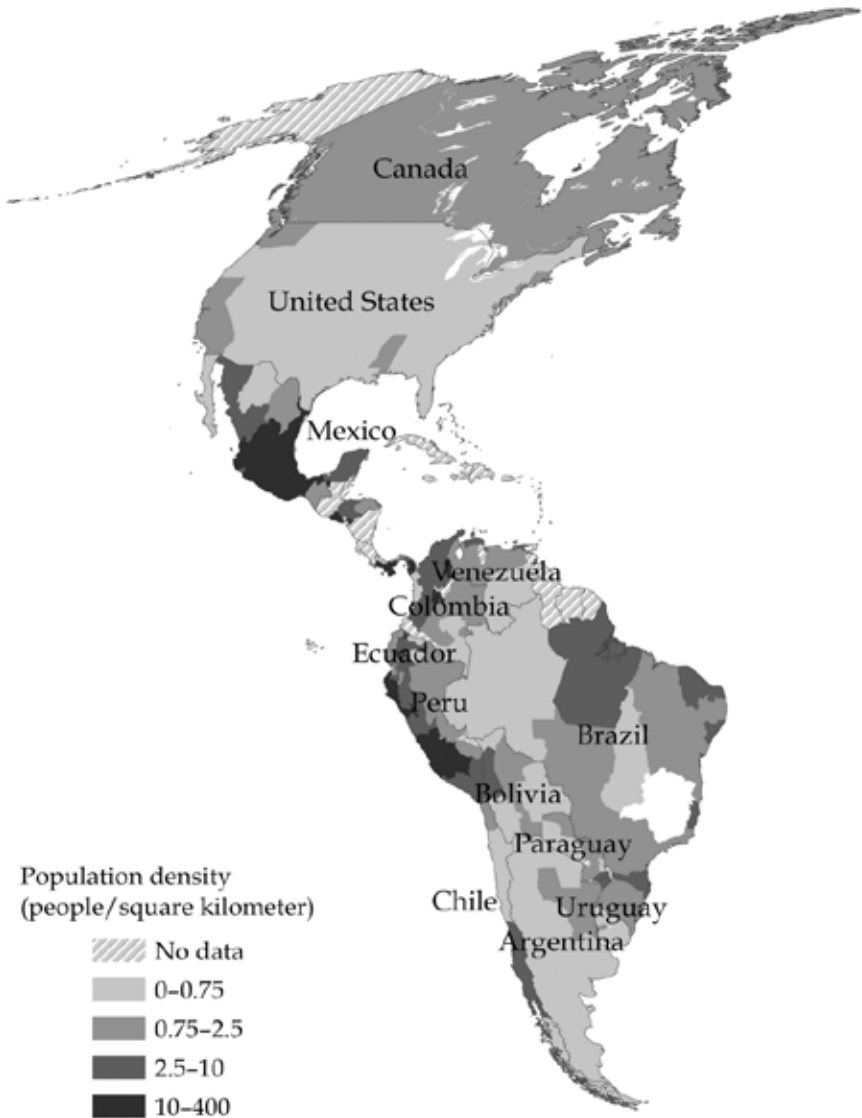 Canada
United States
Mexico
Venezuela
Colombia
Ecuador
Peru
Brazil
Bolivia
Paraguay
Chile
Uruguay
Argentina
Population density
(people/square kilometer)
No data
0–0.75
0.75–2.5
2.5–10
10–400